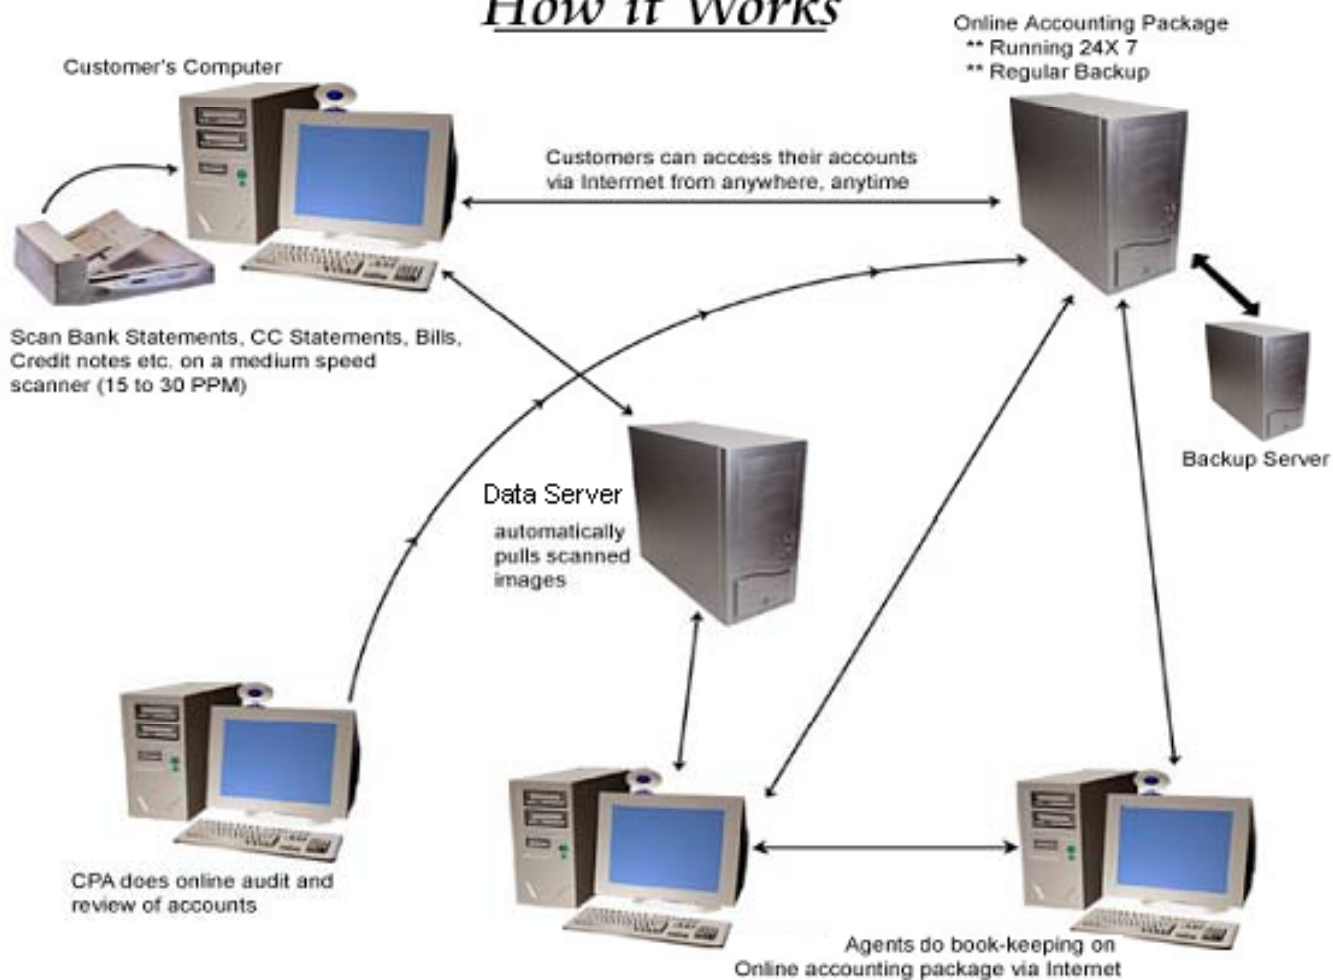 How it Works
Online Accounting Package
** Running 24X 7
** Regular Backup
Customer's Computer
Customers can access their accounts
via Internet from anywhere, anytime
Scan Bank Statements, CC Statements, Bills,
Credit notes etc. on a medium speed
scanner (15 to 30 PPM)
Backup Server
Data Server
automatically
pulls scanned
images
CPA does online audit and
review of accounts
Agents do book-keeping on
Online accounting package via Internet